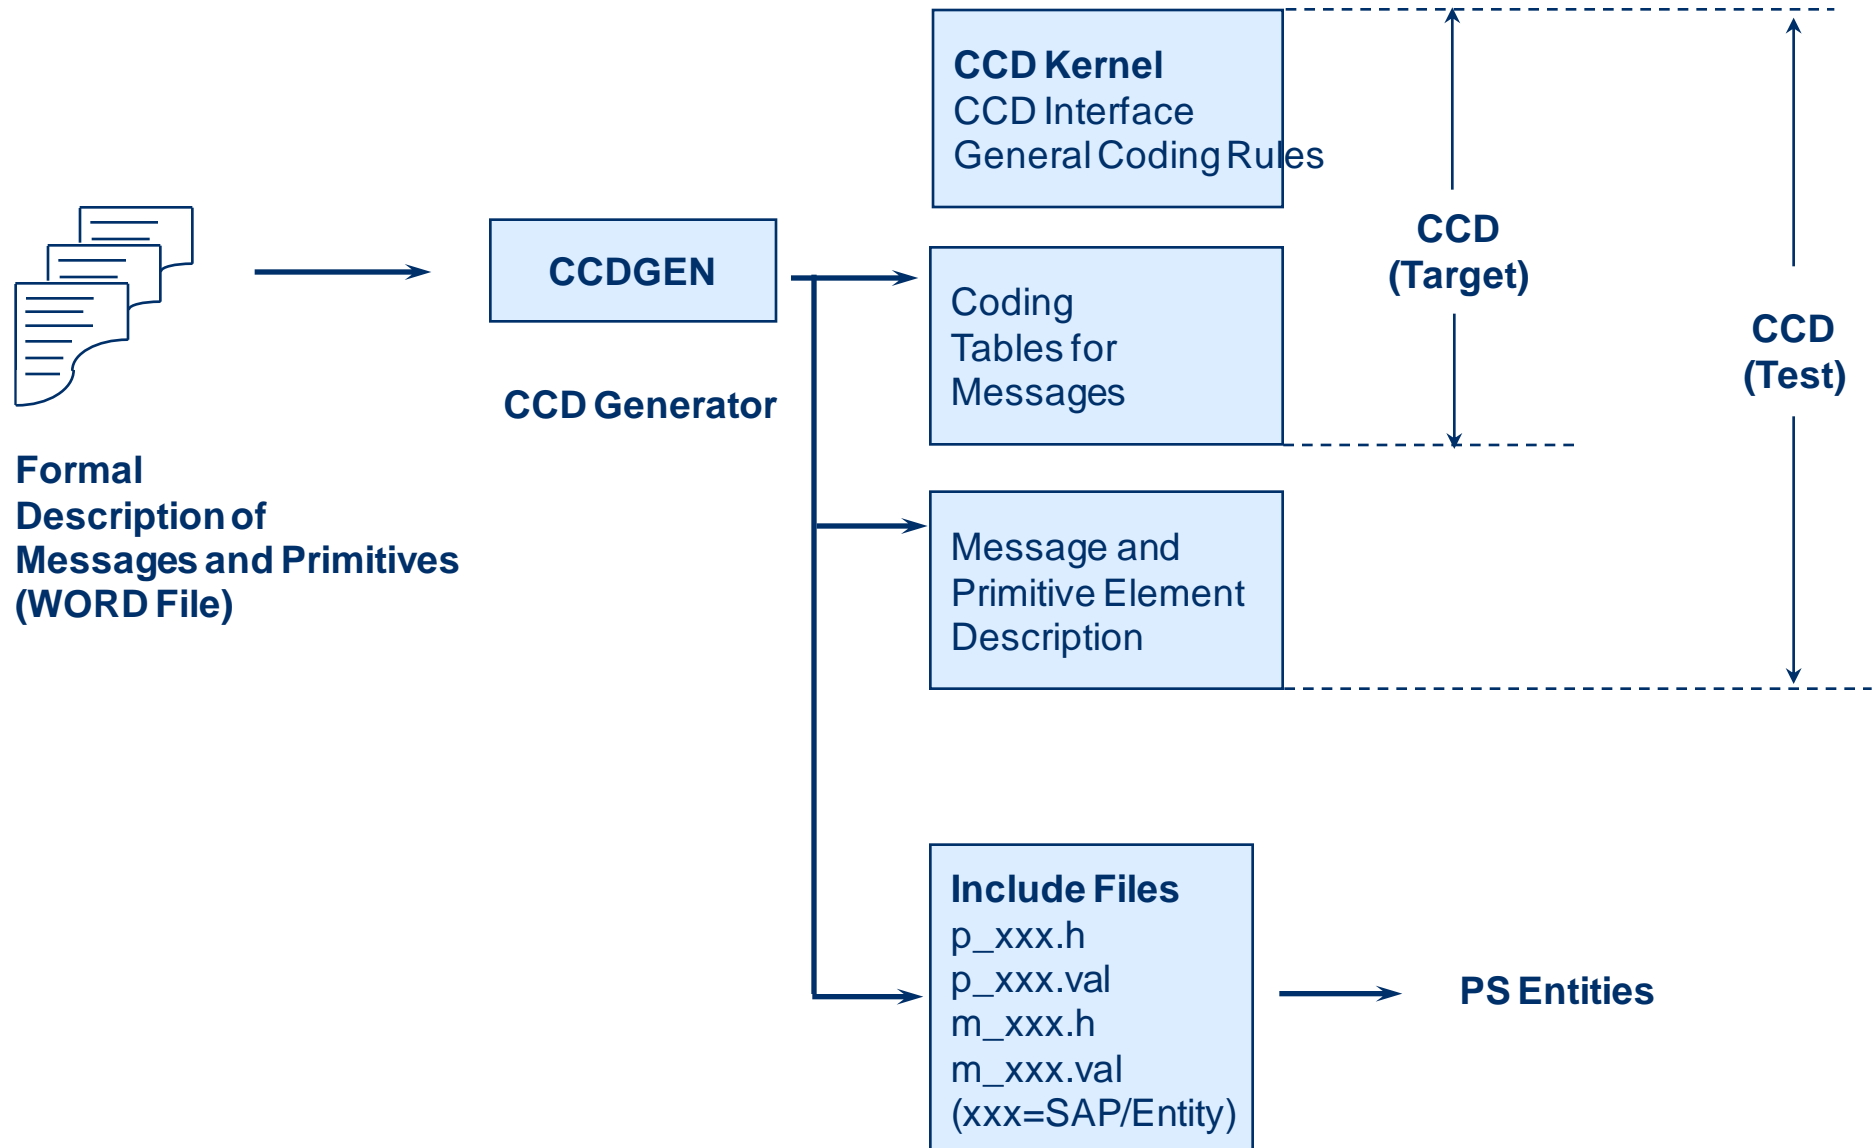 CCD Kernel
CCD Interface
General Coding Rules
CCD
(Target)
CCDGEN
CCD Generator
Coding
Tables for
Messages
CCD
(Test)
Formal
Description of
Messages and Primitives
(WORD File)
Message and
Primitive Element
Description
Include Files
p_xxx.h
p_xxx.val
m_xxx.h
m_xxx.val
(xxx=SAP/Entity)
PS Entities